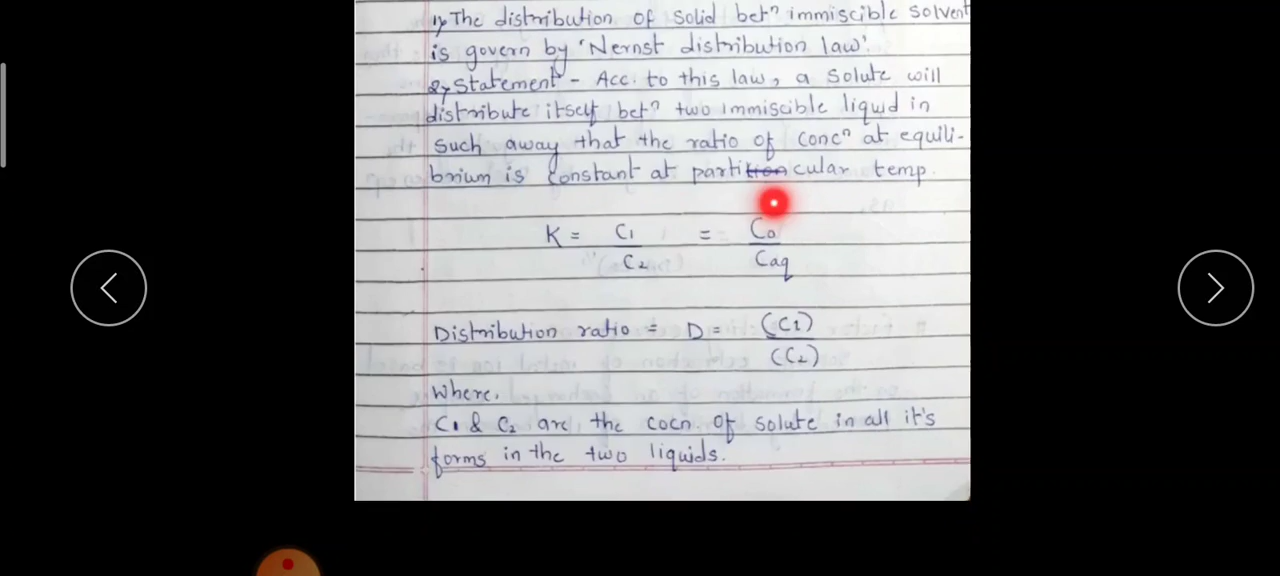 1) The distribution of solid betⁿ immiscible solvent
is govern by 'Nernst distribution law'.
2) Statement - Acc. to this law, a solute will
distribute itself betⁿ two immiscible liquid in
such away that the ratio of concⁿ at equili-
brium is constant at particular temp.
K = C1/C2 = Co/Caq
Distribution ratio = D = (C1)/(C2)
Where,
C1 & C2 are the cocn. of solute in all it's
forms in the two liquids.